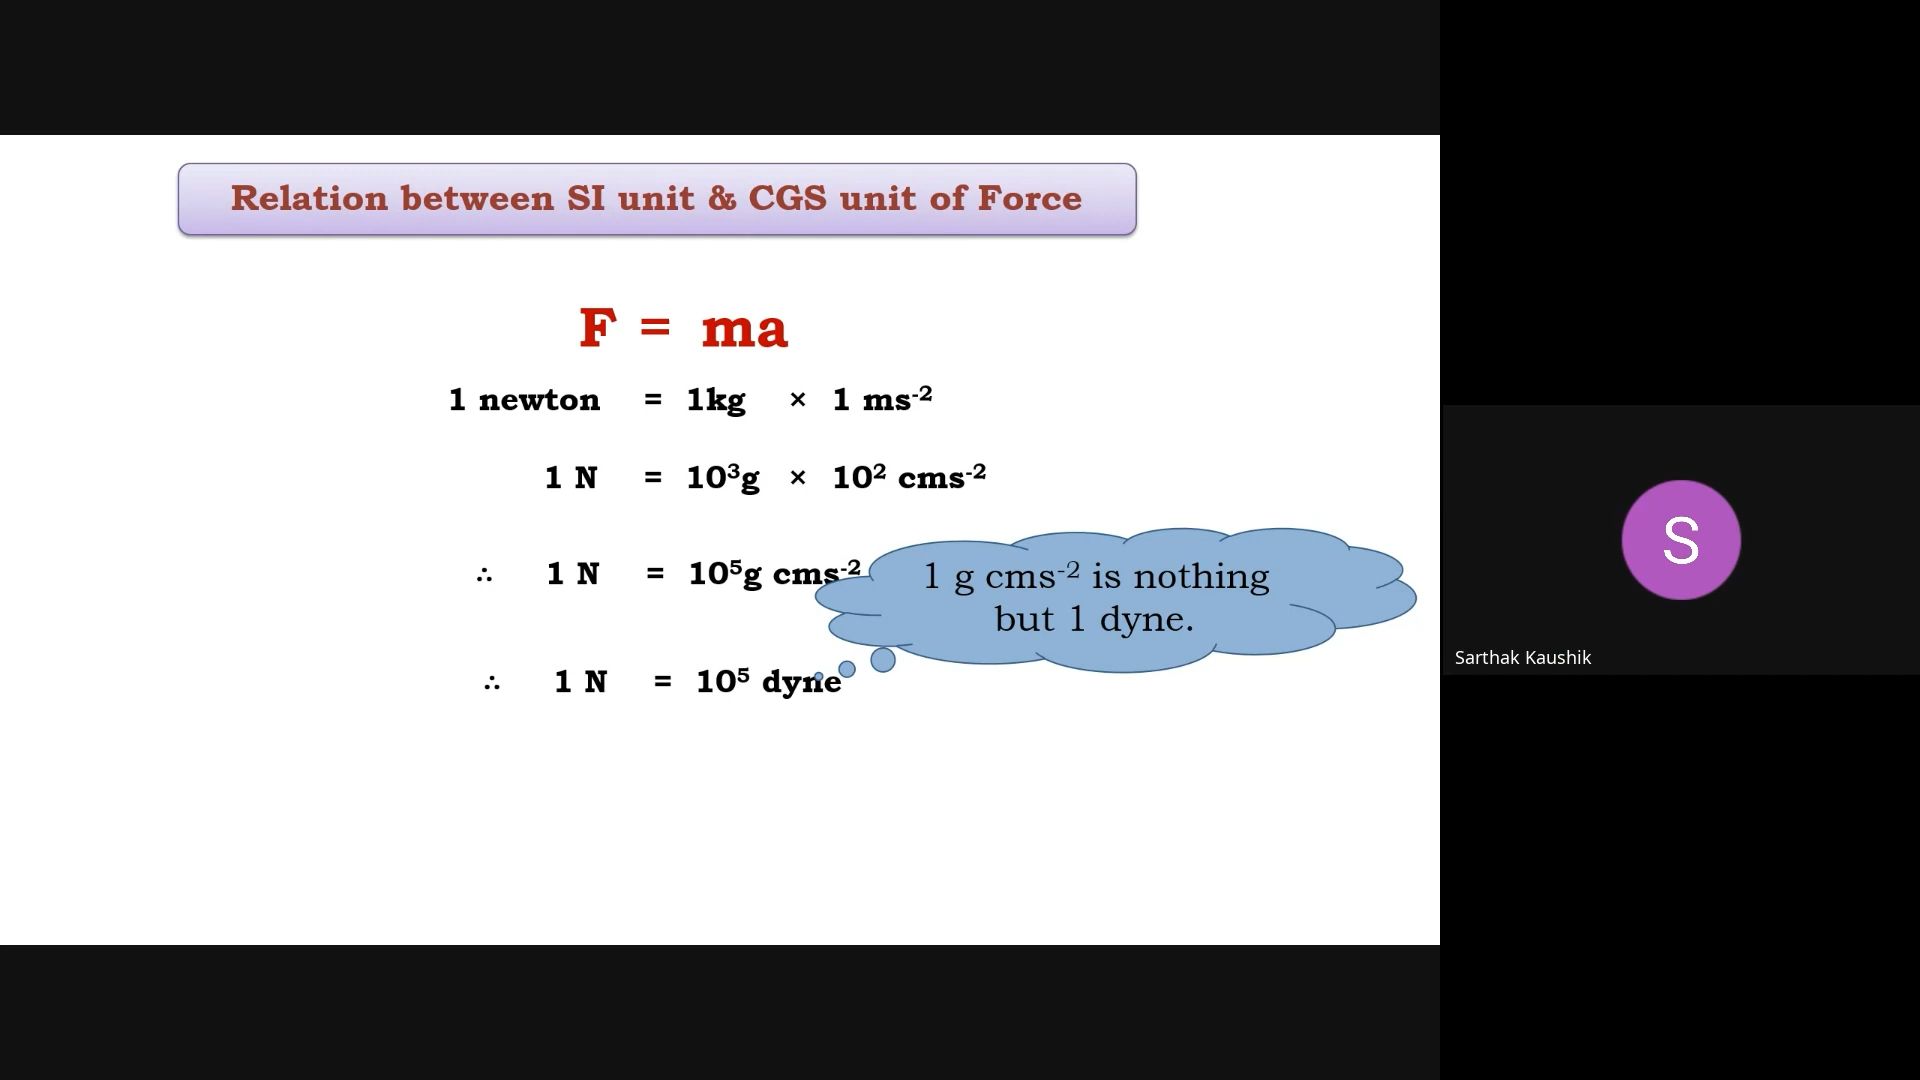 Relation between SI unit & CGS unit of Force
F = ma
1 newton = 1kg × 1 ms⁻²
1 N = 10³g × 10² cms⁻²
∴ 1 N = 10⁵g cms⁻²
1 g cms⁻² is nothing
but 1 dyne.
∴ 1 N = 10⁵ dyne
S
Sarthak Kaushik